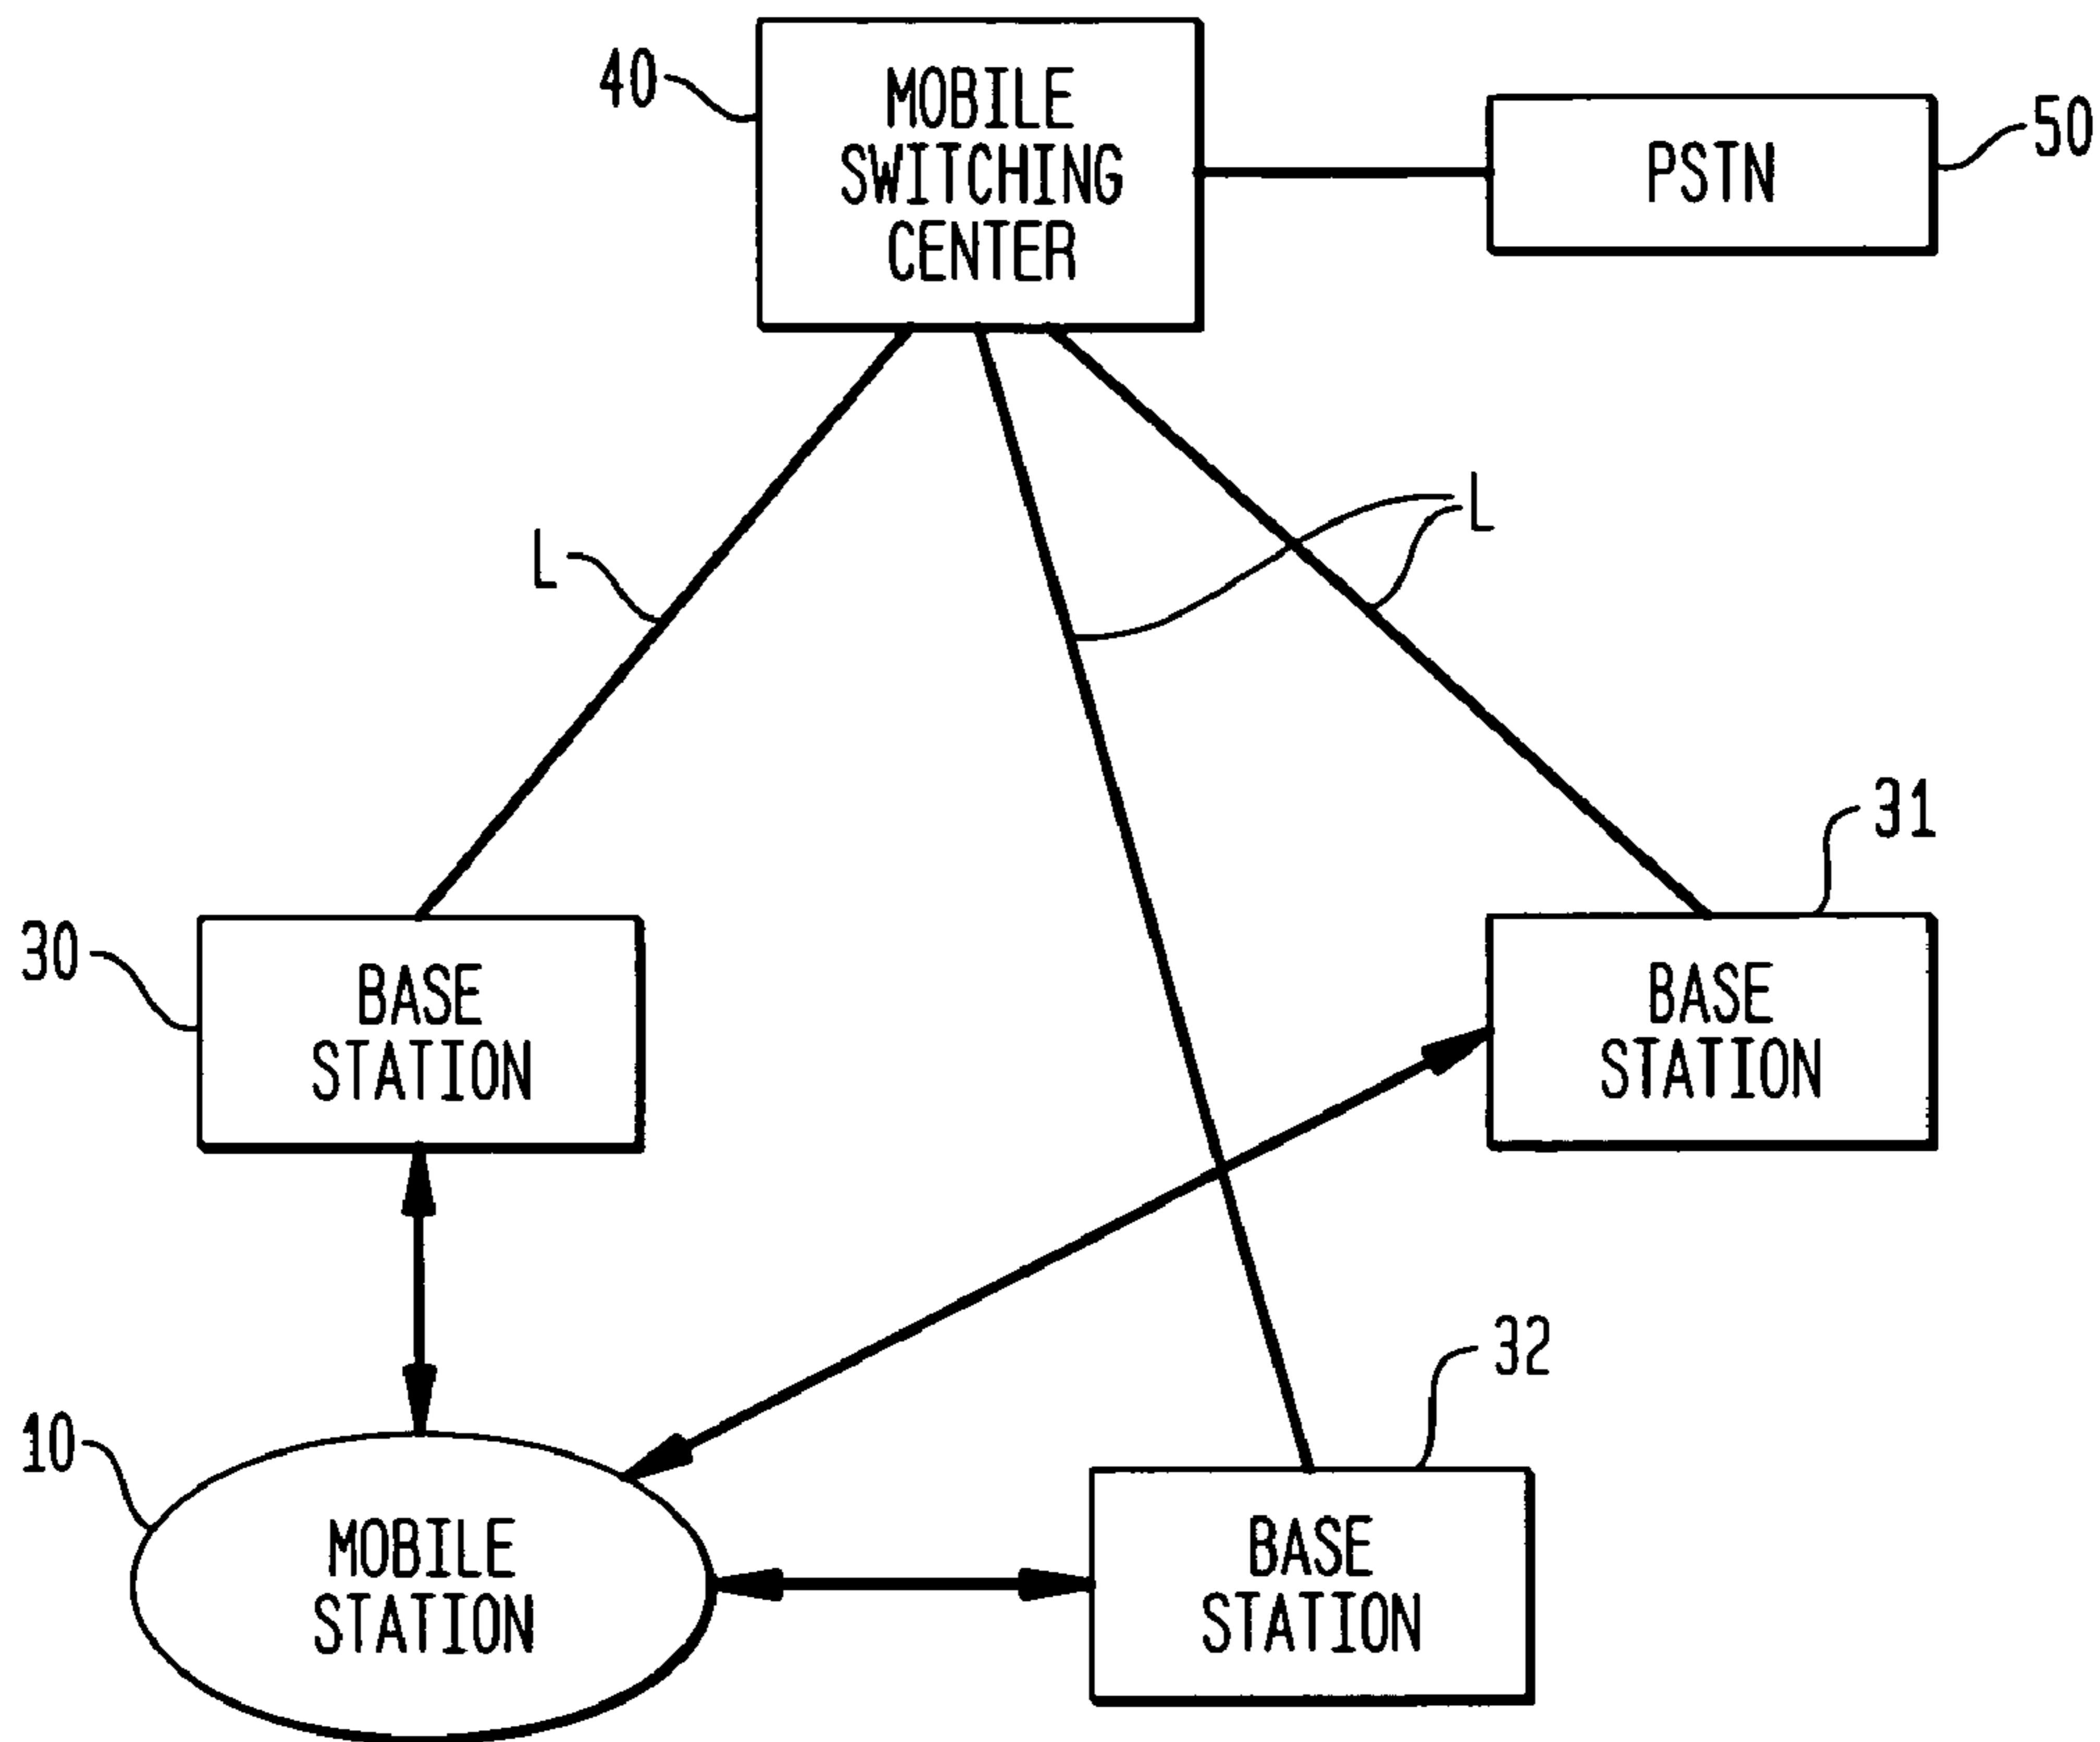 40
MOBILE
SWITCHING
CENTER
PSTN
50
L
L
31
30
BASE
STATION
BASE
STATION
32
10
MOBILE
STATION
BASE
STATION